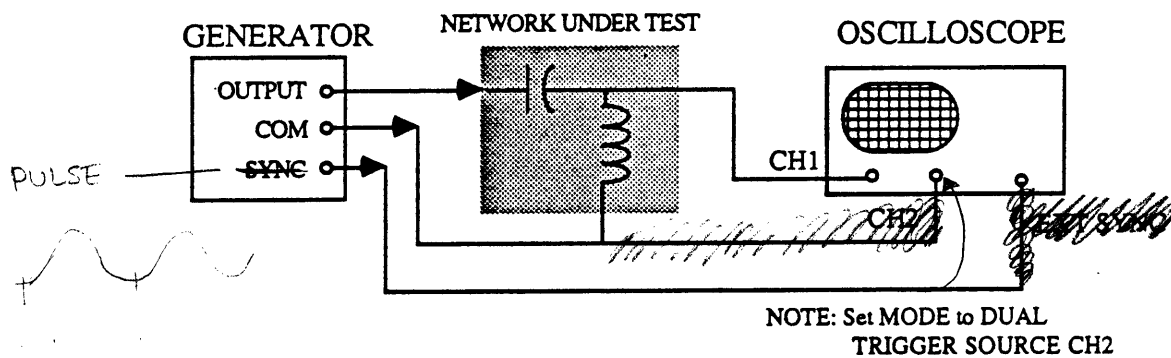 NETWORK UNDER TEST
GENERATOR
OSCILLOSCOPE
OUTPUT
COM
SYNC
PULSE
CH1
CH2
NOTE: Set MODE to DUAL
TRIGGER SOURCE CH2